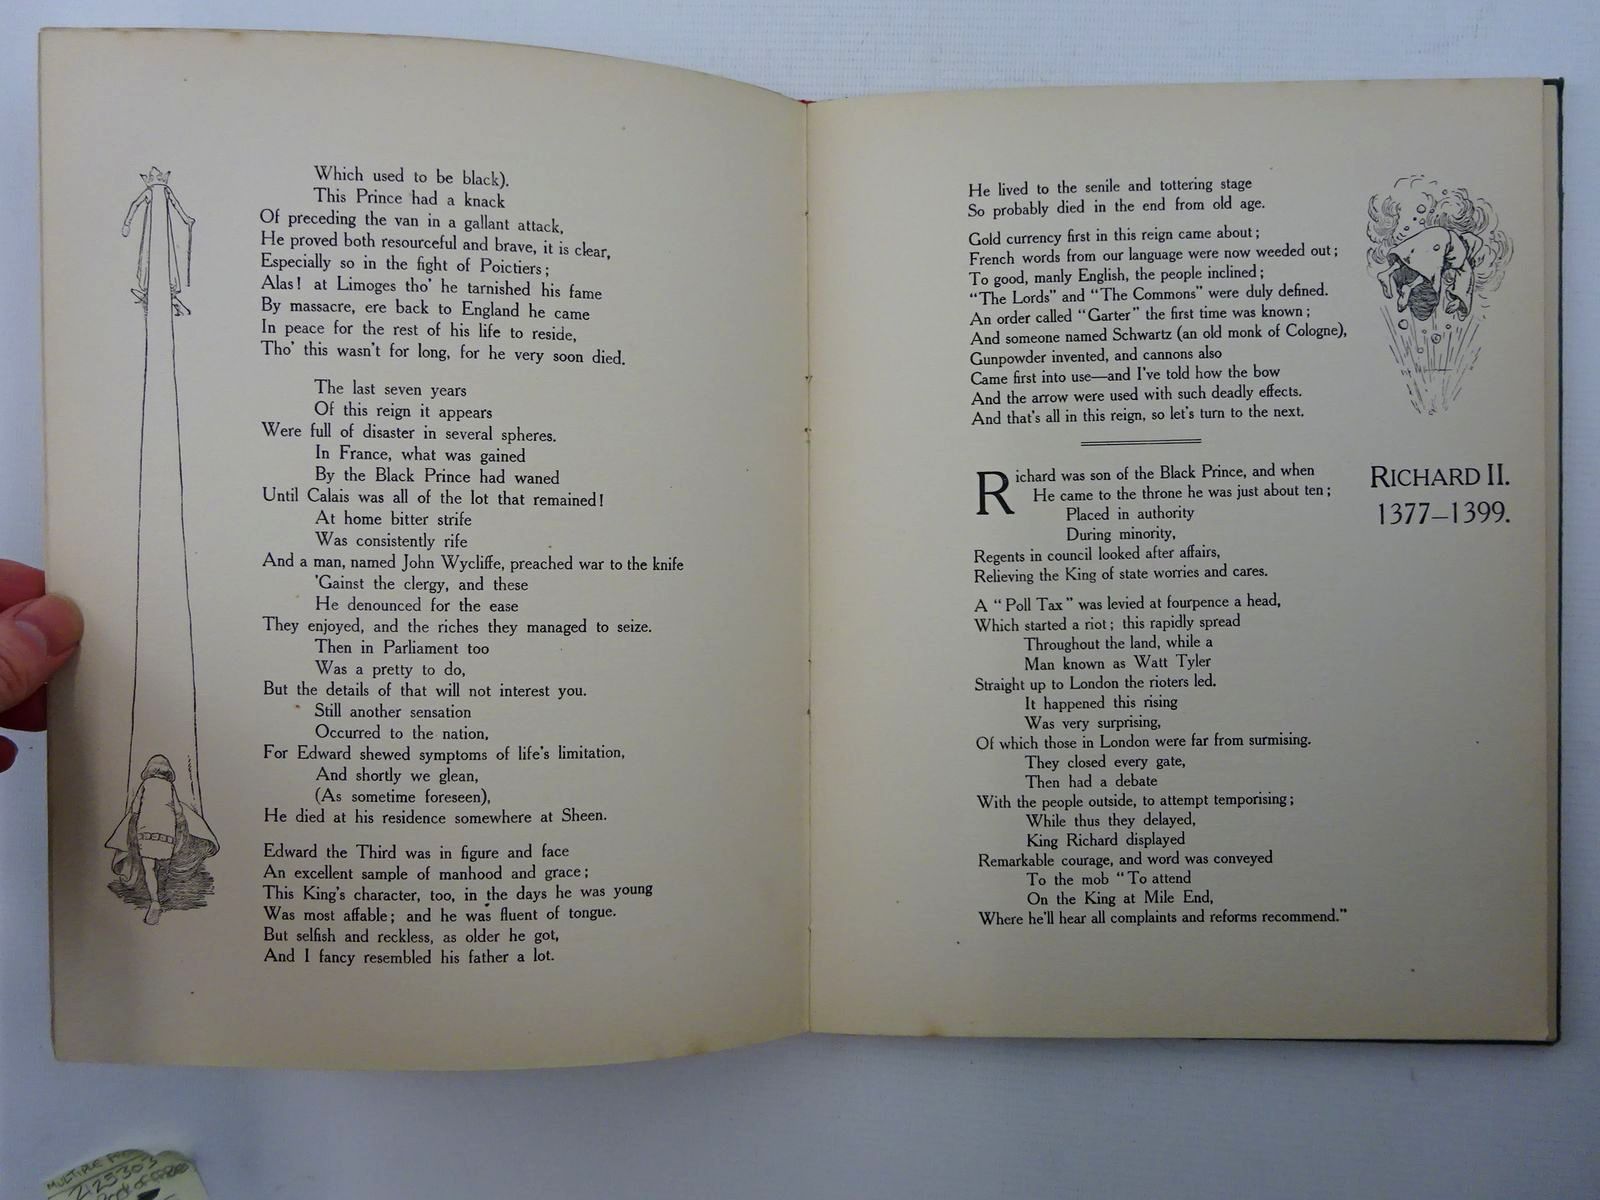 Which used to be black).
This Prince had a knack
Of preceding the van in a gallant attack,
He proved both resourceful and brave, it is clear,
Especially so in the fight of Poictiers;
Alas! at Limoges tho' he tarnished his fame
By massacre, ere back to England he came
In peace for the rest of his life to reside,
Tho' this wasn't for long, for he very soon died.
The last seven years
Of this reign it appears
Were full of disaster in several spheres.
In France, what was gained
By the Black Prince had waned
Until Calais was all of the lot that remained!
At home bitter strife
Was consistently rife
And a man, named John Wycliffe, preached war to the knife
'Gainst the clergy, and these
He denounced for the ease
They enjoyed, and the riches they managed to seize.
Then in Parliament too
Was a pretty to do,
But the details of that will not interest you.
Still another sensation
Occurred to the nation,
For Edward shewed symptoms of life's limitation,
And shortly we glean,
(As sometime foreseen),
He died at his residence somewhere at Sheen.
Edward the Third was in figure and face
An excellent sample of manhood and grace;
This King's character, too, in the days he was young
Was most affable; and he was fluent of tongue.
But selfish and reckless, as older he got,
And I fancy resembled his father a lot.
He lived to the senile and tottering stage
So probably died in the end from old age.
Gold currency first in this reign came about;
French words from our language were now weeded out;
To good, manly English, the people inclined;
"The Lords" and "The Commons" were duly defined.
An order called "Garter" the first time was known;
And someone named Schwartz (an old monk of Cologne),
Gunpowder invented, and cannons also
Came first into use—and I've told how the bow
And the arrow were used with such deadly effects.
And that's all in this reign, so let's turn to the next.
RICHARD II.
1377–1399.
Richard was son of the Black Prince, and when
He came to the throne he was just about ten;
Placed in authority
During minority,
Regents in council looked after affairs,
Relieving the King of state worries and cares.
A "Poll Tax" was levied at fourpence a head,
Which started a riot; this rapidly spread
Throughout the land, while a
Man known as Watt Tyler
Straight up to London the rioters led.
It happened this rising
Was very surprising,
Of which those in London were far from surmising.
They closed every gate,
Then had a debate
With the people outside, to attempt temporising;
While thus they delayed,
King Richard displayed
Remarkable courage, and word was conveyed
To the mob "To attend
On the King at Mile End,
Where he'll hear all complaints and reforms recommend."
MULTIPLE
2125303